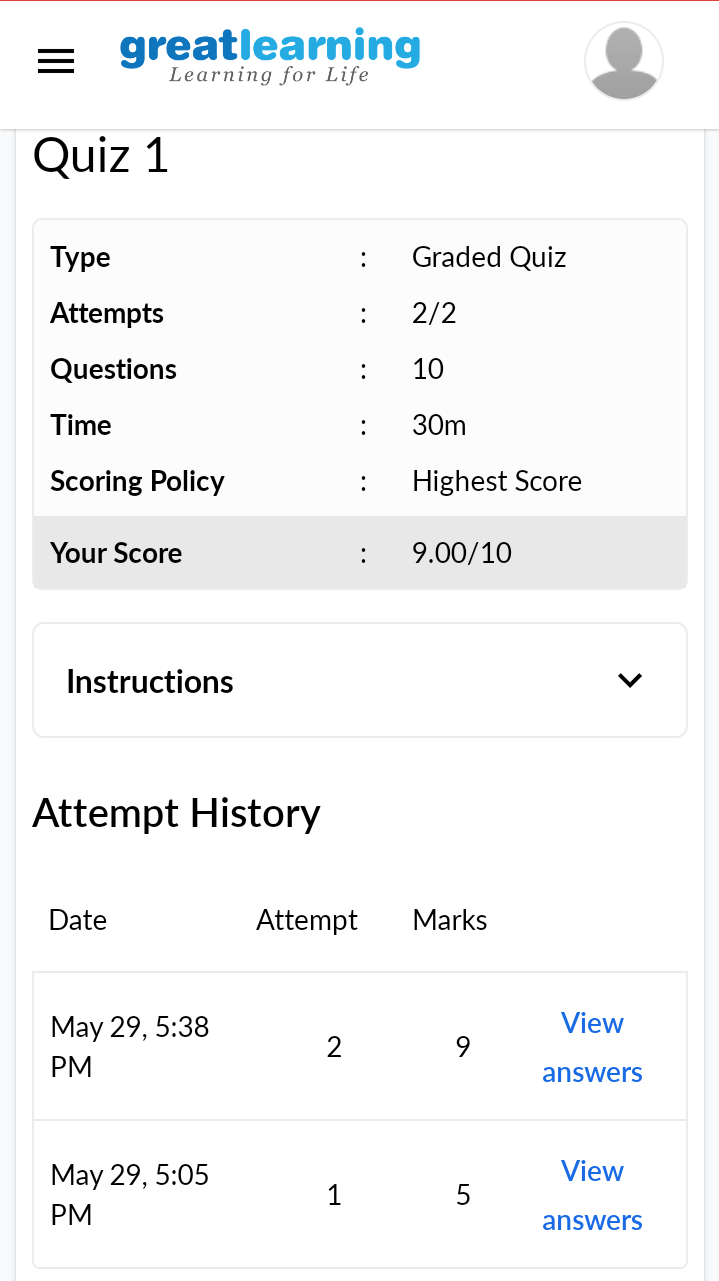 greatlearning
Learning for Life
Quiz 1
Type : Graded Quiz
Attempts : 2/2
Questions : 10
Time : 30m
Scoring Policy : Highest Score
Your Score : 9.00/10
Instructions
Attempt History
Date Attempt Marks
May 29, 5:38 PM 2 9 View answers
May 29, 5:05 PM 1 5 View answers